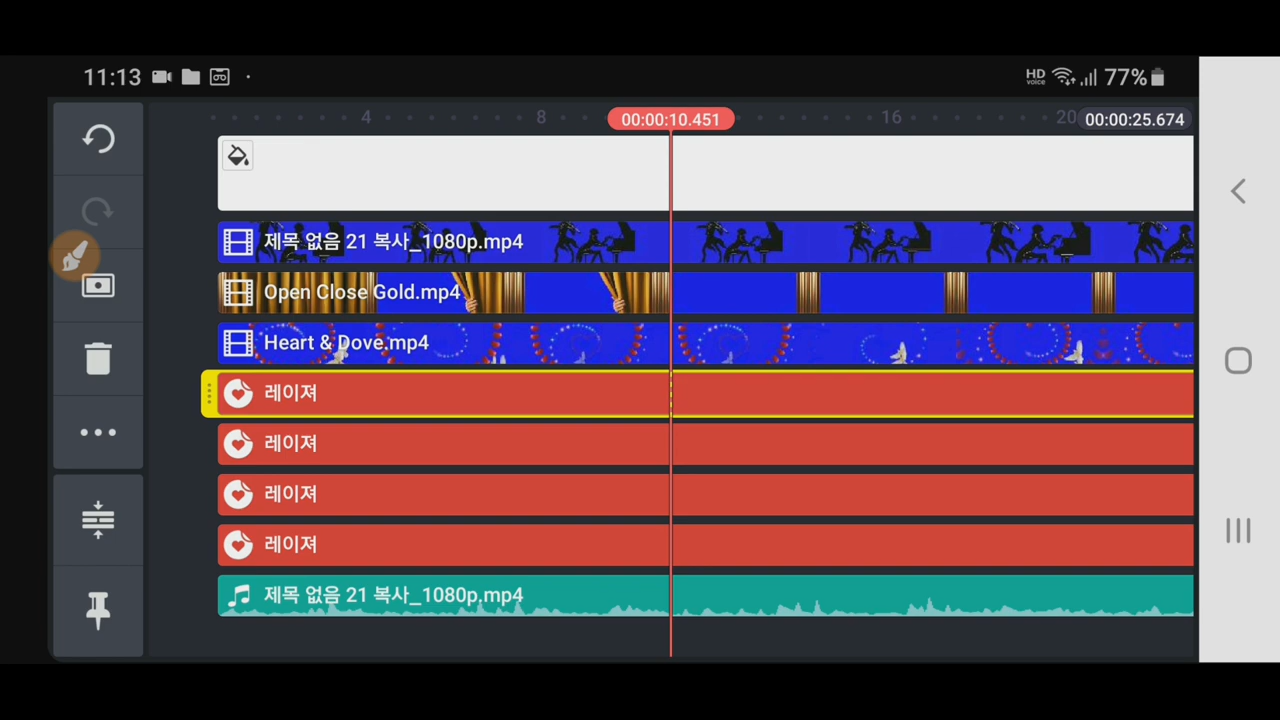 11:13
HD voice 77%
4 8 00:00:10.451 16 20 00:00:25.674
제목 없음 21 복사_1080p.mp4
Open Close Gold.mp4
Heart & Dove.mp4
레이져
레이져
레이져
레이져
제목 없음 21 복사_1080p.mp4